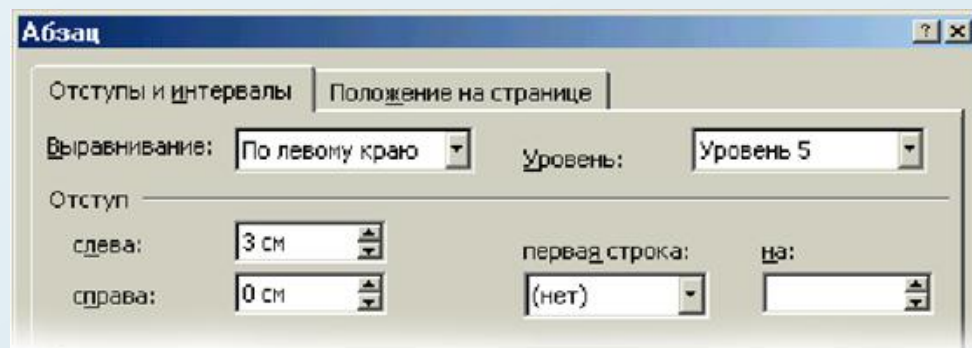 Абзац
Отступы и интервалы Положение на странице
Выравнивание: По левому краю Уровень: Уровень 5
Отступ
слева: 3 см первая строка: на:
справа: 0 см (нет)